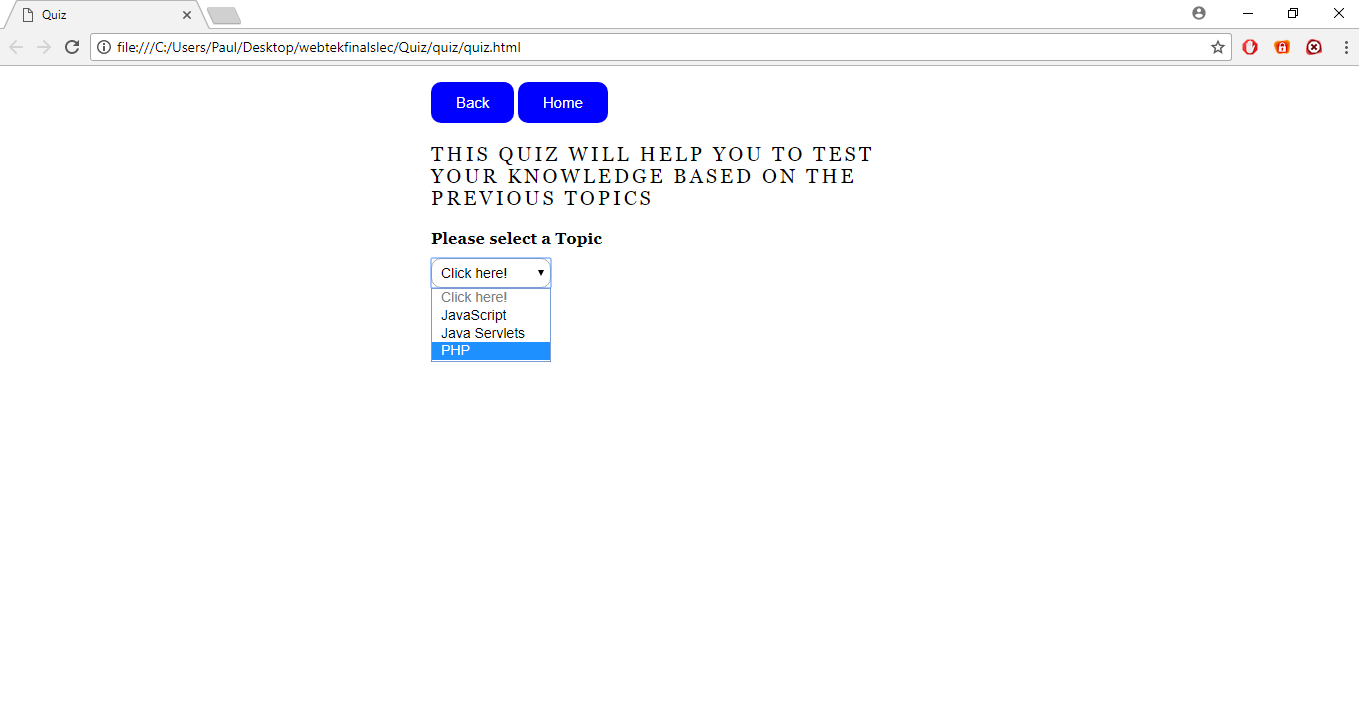 Quiz
file:///C:/Users/Paul/Desktop/webtekfinalslec/Quiz/quiz/quiz.html
Back Home
THIS QUIZ WILL HELP YOU TO TEST
YOUR KNOWLEDGE BASED ON THE
PREVIOUS TOPICS
Please select a Topic
Click here!
Click here!
JavaScript
Java Servlets
PHP